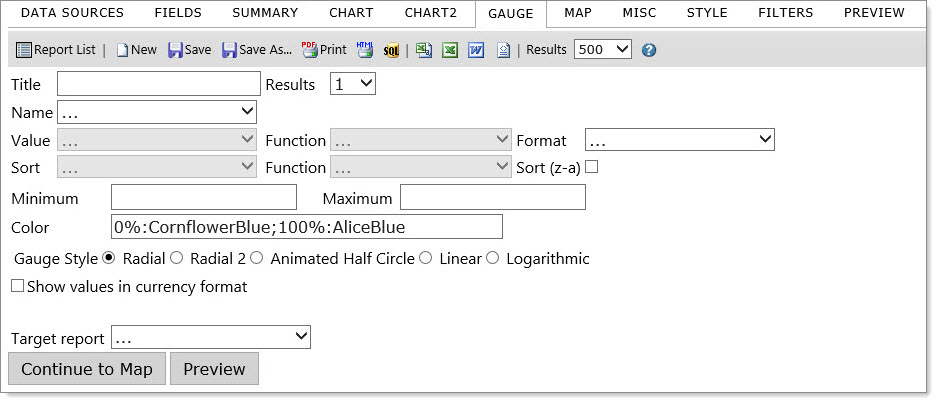 DATA SOURCES FIELDS SUMMARY CHART CHART2 GAUGE MAP MISC STYLE FILTERS PREVIEW
Report List New Save Save As... PDF Print HTML SQL Results 500 ?
Title Results 1
Name ...
Value ... Function ... Format ...
Sort ... Function ... Sort (z-a)
Minimum Maximum
Color 0%:CornflowerBlue;100%:AliceBlue
Gauge Style Radial Radial 2 Animated Half Circle Linear Logarithmic
Show values in currency format
Target report ...
Continue to Map Preview